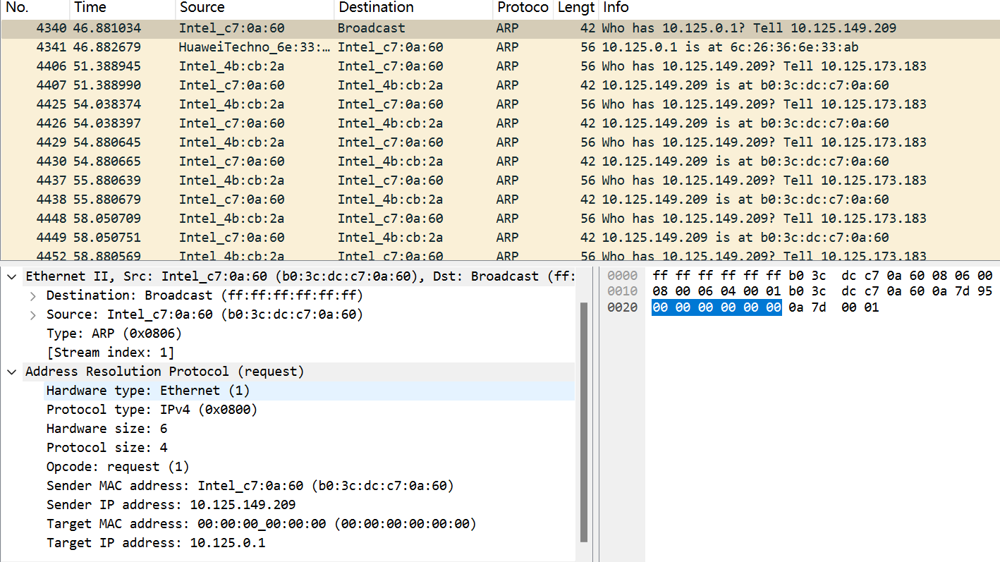 No. Time Source Destination Protoco Lengt Info
4340 46.881034 Intel_c7:0a:60 Broadcast ARP 42 Who has 10.125.0.1? Tell 10.125.149.209
4341 46.882679 HuaweiTechno_6e:33:… Intel_c7:0a:60 ARP 56 10.125.0.1 is at 6c:26:36:6e:33:ab
4406 51.388945 Intel_4b:cb:2a Intel_c7:0a:60 ARP 56 Who has 10.125.149.209? Tell 10.125.173.183
4407 51.388990 Intel_c7:0a:60 Intel_4b:cb:2a ARP 42 10.125.149.209 is at b0:3c:dc:c7:0a:60
4425 54.038374 Intel_4b:cb:2a Intel_c7:0a:60 ARP 56 Who has 10.125.149.209? Tell 10.125.173.183
4426 54.038397 Intel_c7:0a:60 Intel_4b:cb:2a ARP 42 10.125.149.209 is at b0:3c:dc:c7:0a:60
4429 54.880645 Intel_4b:cb:2a Intel_c7:0a:60 ARP 56 Who has 10.125.149.209? Tell 10.125.173.183
4430 54.880665 Intel_c7:0a:60 Intel_4b:cb:2a ARP 42 10.125.149.209 is at b0:3c:dc:c7:0a:60
4437 55.880639 Intel_4b:cb:2a Intel_c7:0a:60 ARP 56 Who has 10.125.149.209? Tell 10.125.173.183
4438 55.880679 Intel_c7:0a:60 Intel_4b:cb:2a ARP 42 10.125.149.209 is at b0:3c:dc:c7:0a:60
4448 58.050709 Intel_4b:cb:2a Intel_c7:0a:60 ARP 56 Who has 10.125.149.209? Tell 10.125.173.183
4449 58.050751 Intel_c7:0a:60 Intel_4b:cb:2a ARP 42 10.125.149.209 is at b0:3c:dc:c7:0a:60
4452 58.880569 Intel_4b:cb:2a Intel_c7:0a:60 ARP 56 Who has 10.125.149.209? Tell 10.125.173.183
Ethernet II, Src: Intel_c7:0a:60 (b0:3c:dc:c7:0a:60), Dst: Broadcast (ff:
Destination: Broadcast (ff:ff:ff:ff:ff:ff)
Source: Intel_c7:0a:60 (b0:3c:dc:c7:0a:60)
Type: ARP (0x0806)
[Stream index: 1]
Address Resolution Protocol (request)
Hardware type: Ethernet (1)
Protocol type: IPv4 (0x0800)
Hardware size: 6
Protocol size: 4
Opcode: request (1)
Sender MAC address: Intel_c7:0a:60 (b0:3c:dc:c7:0a:60)
Sender IP address: 10.125.149.209
Target MAC address: 00:00:00_00:00:00 (00:00:00:00:00:00)
Target IP address: 10.125.0.1
0000 ff ff ff ff ff ff b0 3c dc c7 0a 60 08 06 00
0010 08 00 06 04 00 01 b0 3c dc c7 0a 60 0a 7d 95
0020 00 00 00 00 00 00 0a 7d 00 01